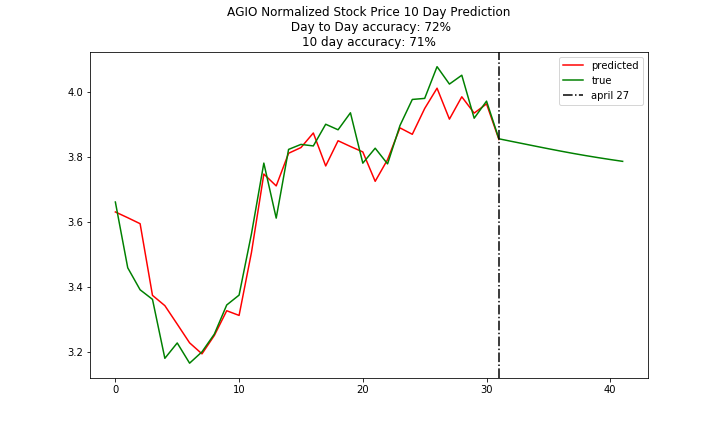 AGIO Normalized Stock Price 10 Day Prediction
Day to Day accuracy: 72%
10 day accuracy: 71%
predicted
true
april 27
4.0
3.8
3.6
3.4
3.2
0 10 20 30 40